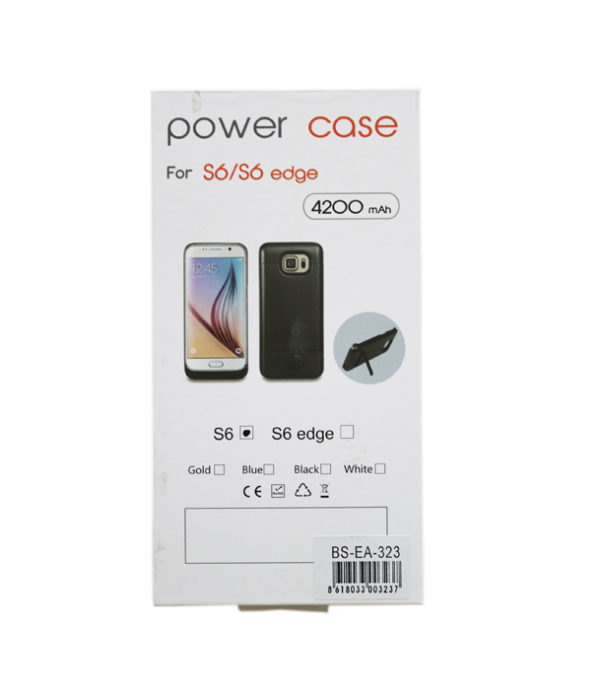 power case
For S6/S6 edge
4200 mAh
12:45
S6 S6 edge
Gold Blue Black White
CE
BS-EA-323
8 618033 003237